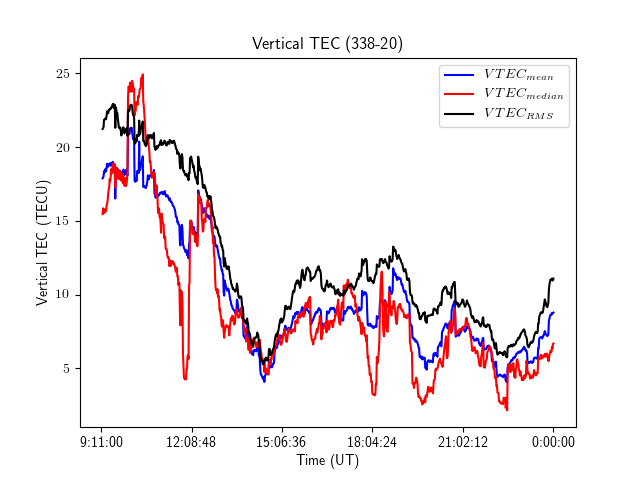 Vertical TEC (338-20)
VTEC_mean
VTEC_median
VTEC_RMS
Vertical TEC (TECU)
25
20
15
10
5
9:11:00 12:08:48 15:06:36 18:04:24 21:02:12 0:00:00
Time (UT)